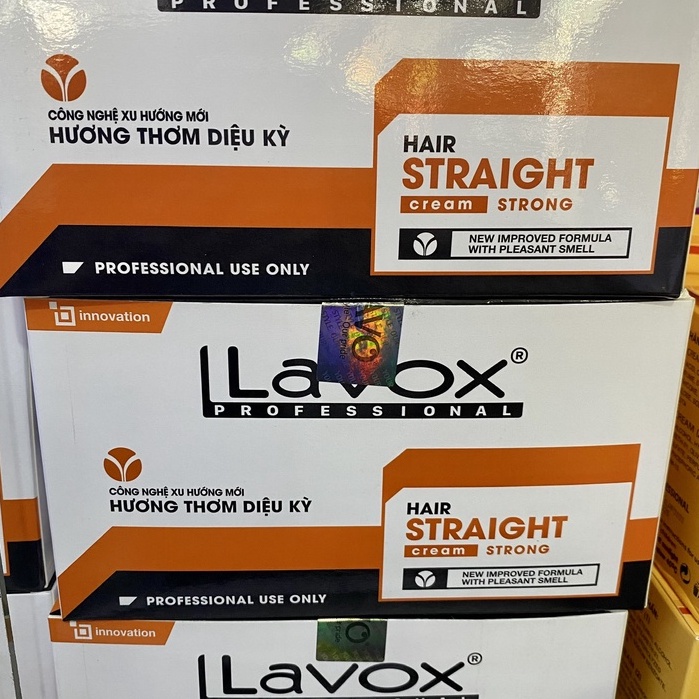 PROFESSIONAL
CÔNG NGHỆ XU HƯỚNG MỚI
HƯƠNG THƠM DIỆU KỲ
HAIR
STRAIGHT
cream STRONG
NEW IMPROVED FORMULA
WITH PLEASANT SMELL
PROFESSIONAL USE ONLY
innovation
Lavox®
PROFESSIONAL
CÔNG NGHỆ XU HƯỚNG MỚI
HƯƠNG THƠM DIỆU KỲ
HAIR
STRAIGHT
cream STRONG
NEW IMPROVED FORMULA
WITH PLEASANT SMELL
PROFESSIONAL USE ONLY
innovation
Lavox®